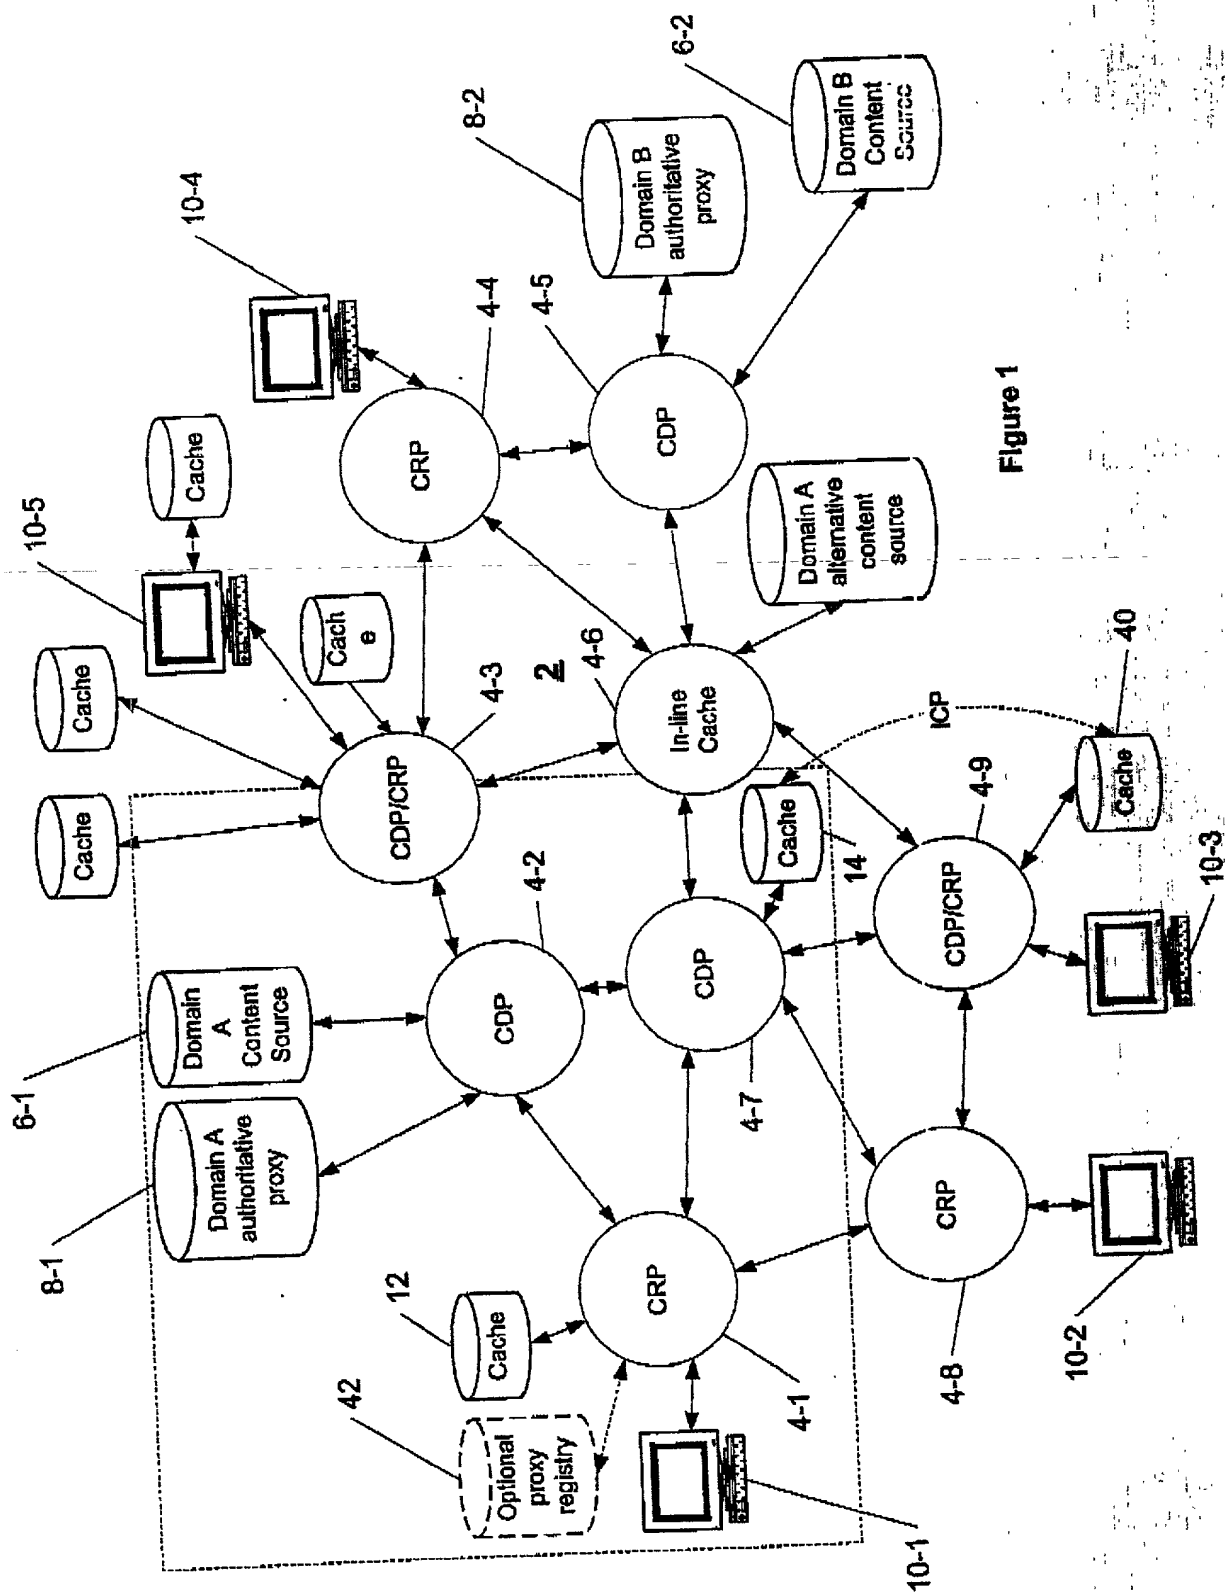 8-1
6-1
Domain A
authoritative
proxy
Domain
A
Content
Source
Cache
Cache
10-5
Cache
10-4
42
12
Optional
proxy
registry
Cache
CDP
4-2
CDP/CRP
4-3
Cach
e
CRP
4-4
8-2
6-2
10-1
4-1
CRP
4-7
CDP
Cache
14
In-line
Cache
4-6
2
CDP
4-5
Domain B
authoritative
proxy
Domain B
Content
Source
Domain A
alternative
content
source
10-2
4-8
CRP
CDP/CRP
4-9
10-3
Cache
40
ICP
Figure 1